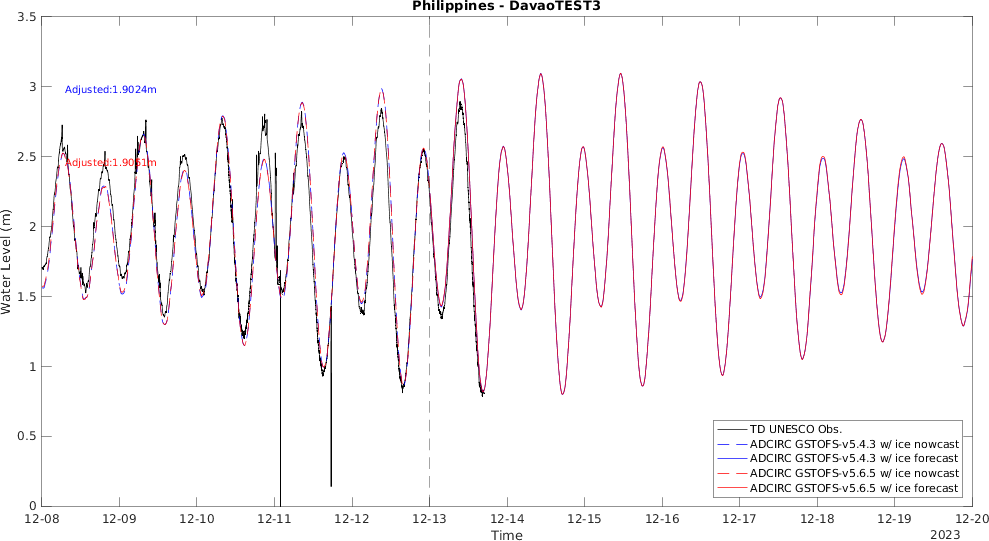 Philippines - DavaoTEST3
3.5
3
2.5
2
1.5
1
0.5
0
Water Level (m)
Adjusted:1.9024m
Adjusted:1.9061m
TD UNESCO Obs.
ADCIRC GSTOFS-v5.4.3 w/ ice nowcast
ADCIRC GSTOFS-v5.4.3 w/ ice forecast
ADCIRC GSTOFS-v5.6.5 w/ ice nowcast
ADCIRC GSTOFS-v5.6.5 w/ ice forecast
12-08 12-09 12-10 12-11 12-12 12-13 12-14 12-15 12-16 12-17 12-18 12-19 12-20
Time
2023